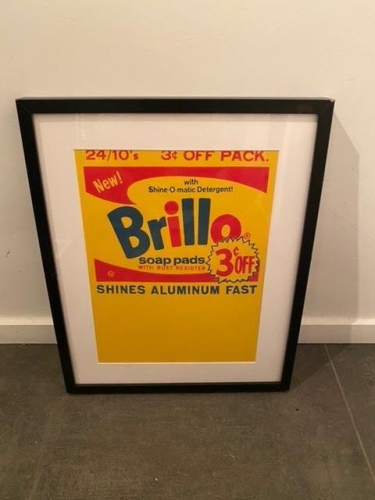 24/10's 3¢ OFF PACK.
New!
with
Shine-O-matic Detergent!
Brillo®
soap pads
WITH RUST RESISTER
3¢ OFF
SHINES ALUMINUM FAST